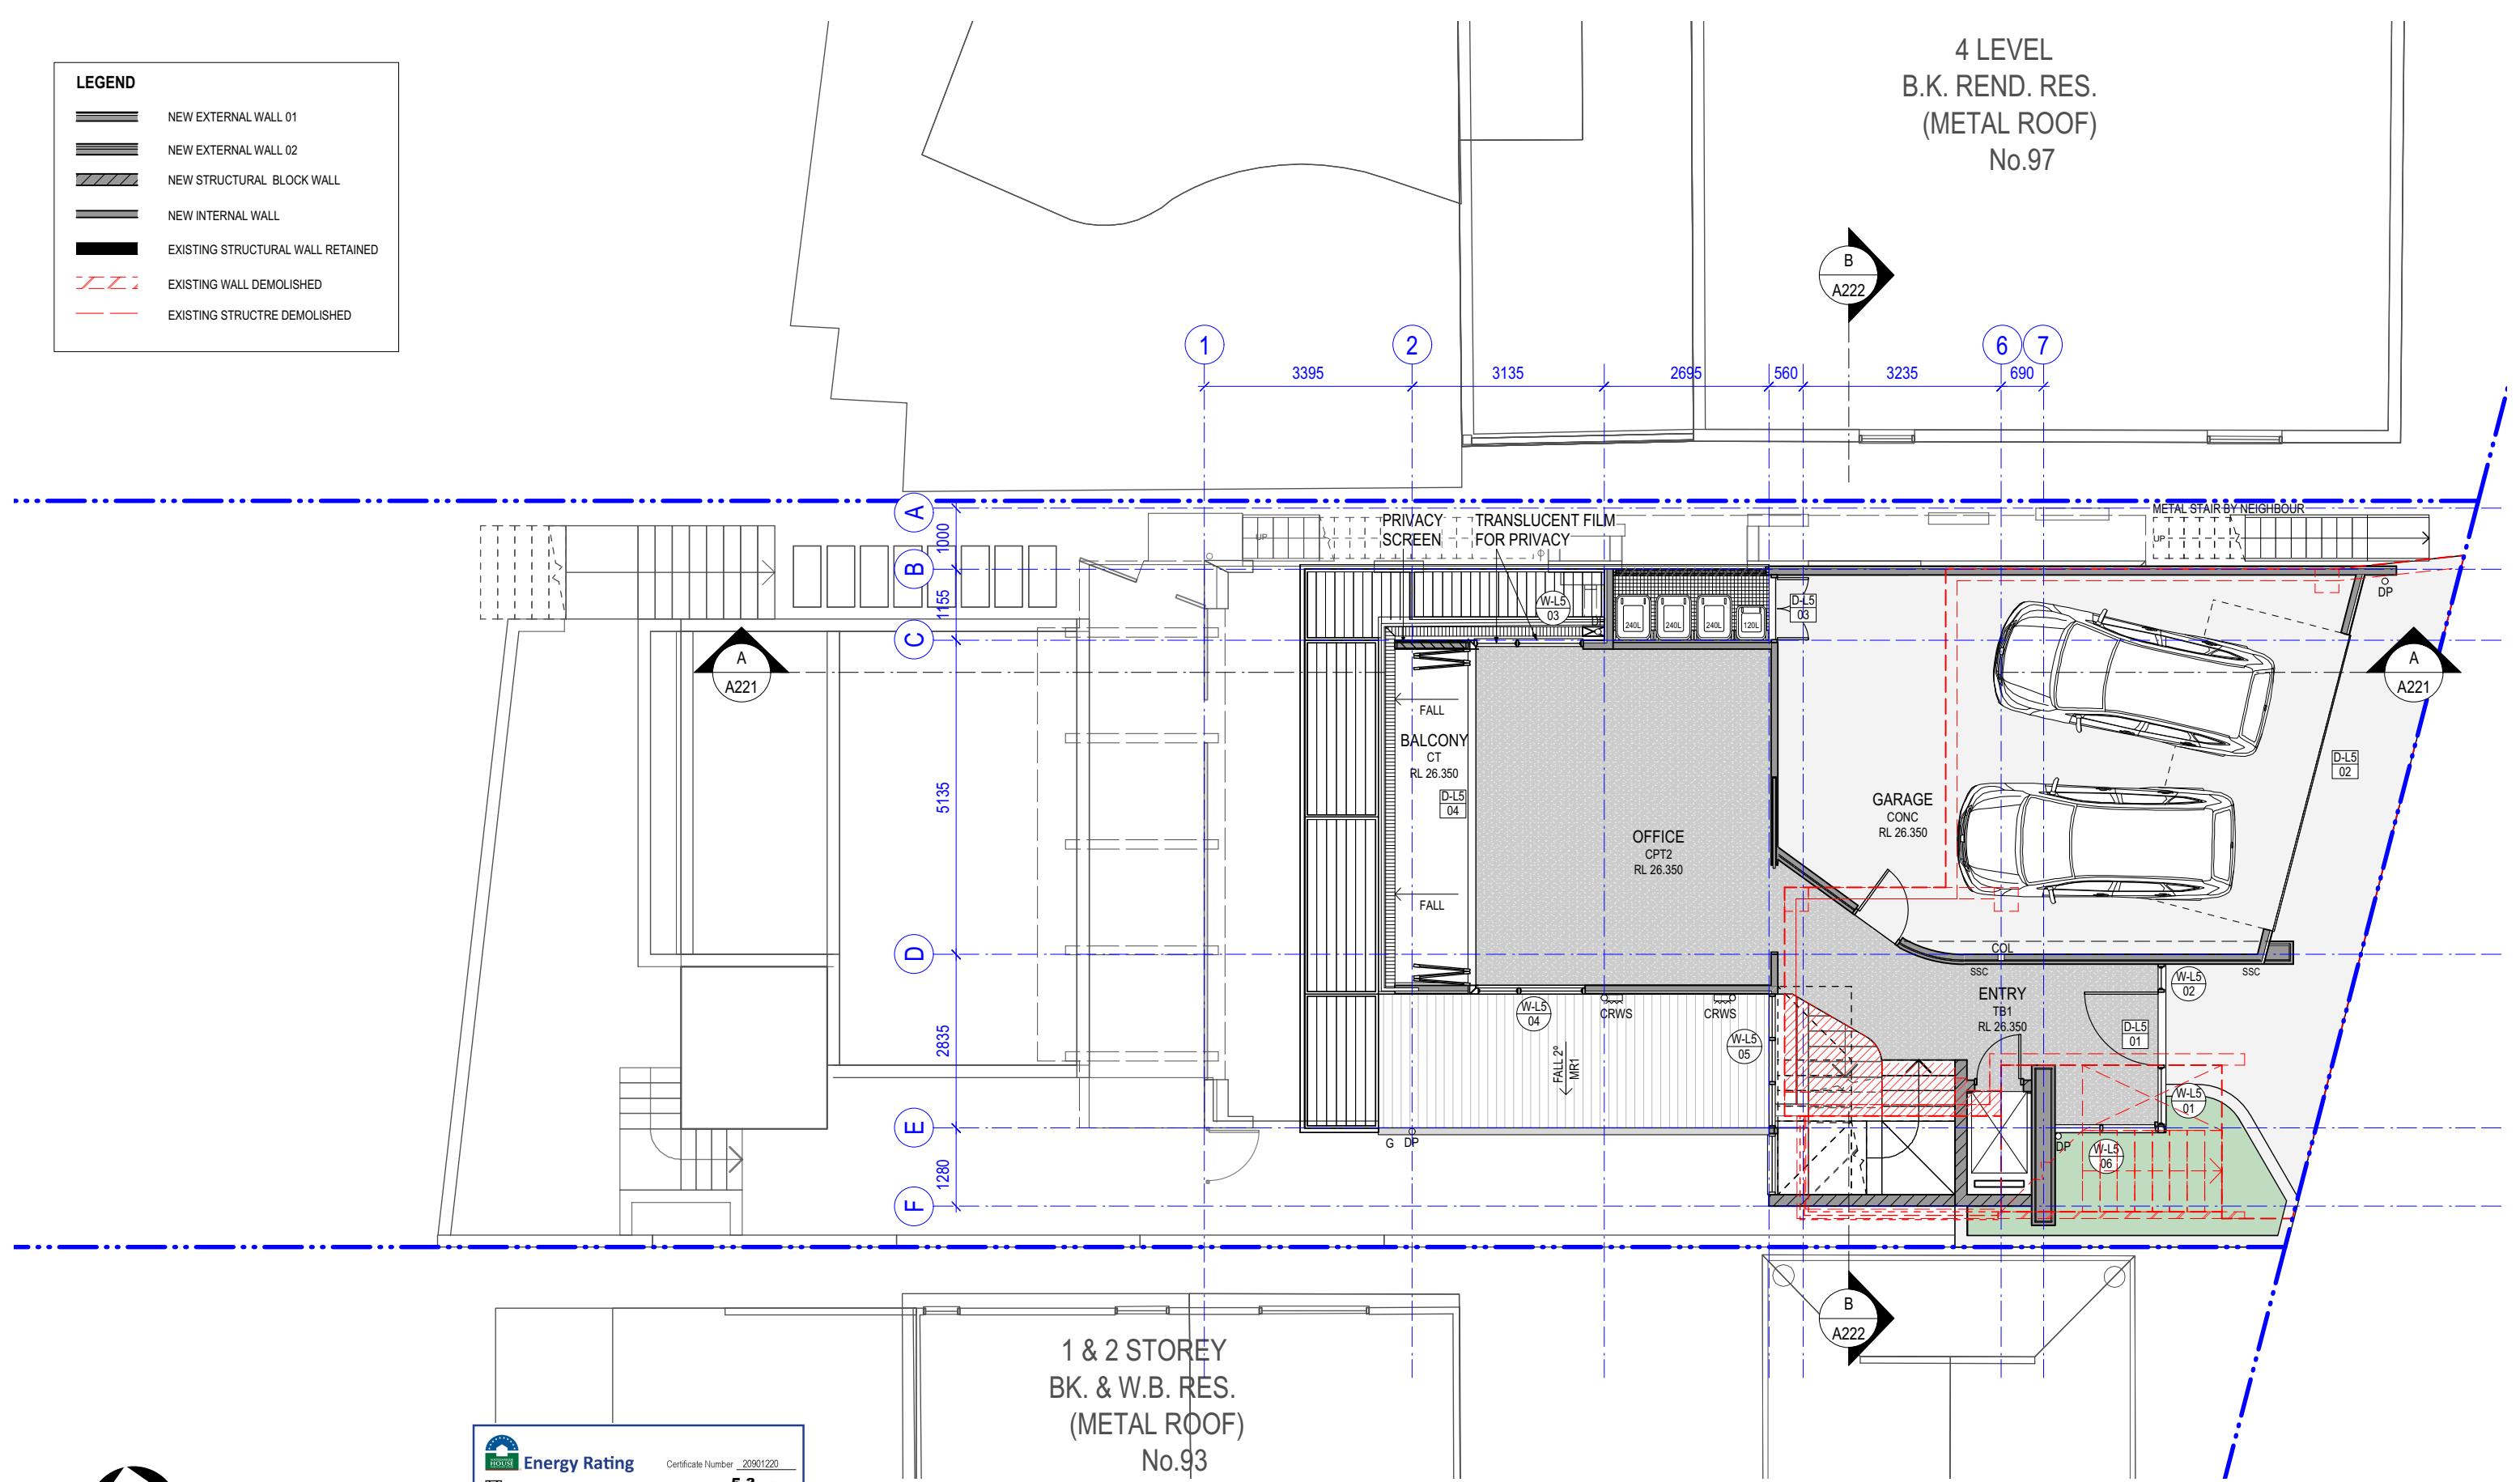 LEGEND
NEW EXTERNAL WALL 01
NEW EXTERNAL WALL 02
NEW STRUCTURAL BLOCK WALL
NEW INTERNAL WALL
EXISTING STRUCTURAL WALL RETAINED
EXISTING WALL DEMOLISHED
EXISTING STRUCTRE DEMOLISHED
4 LEVEL
B.K. REND. RES.
(METAL ROOF)
No.97
B
A222
1
2
6
7
3395
3135
2695
560
3235
690
A
1000
B
1155
C
5135
D
2835
E
1280
F
METAL STAIR BY NEIGHBOUR
UP
UP
PRIVACY
SCREEN
TRANSLUCENT FILM
FOR PRIVACY
W-L5
03
240L
240L
240L
120L
D-L5
03
DP
A
A221
A
A221
FALL
BALCONY
CT
RL 26.350
D-L5
04
FALL
OFFICE
CPT2
RL 26.350
GARAGE
CONC
RL 26.350
D-L5
02
COL
SSC
SSC
W-L5
02
ENTRY
TB1
RL 26.350
D-L5
01
W-L5
04
CRWS
CRWS
W-L5
05
FALL 2º
MR1
W-L5
01
G
DP
DP
W-L5
06
B
A222
1 & 2 STOREY
BK. & W.B. RES.
(METAL ROOF)
No.93
HOUSE
Energy Rating
Certificate Number 20901220